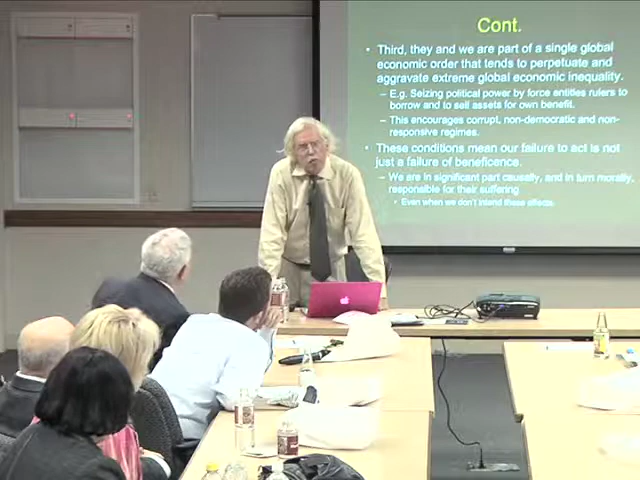 Cont.
• Third, they and we are part of a single global
economic order that tends to perpetuate and
aggravate extreme global economic inequality.
– E.g. Seizing political power by force entitles rulers to
borrow and to sell assets for own benefit.
– This encourages corrupt, non-democratic and non-
responsive regimes.
• These conditions mean our failure to act is not
just a failure of beneficence.
– We are in significant part causally, and in turn morally,
responsible for their suffering
• Even when we don't intend these effects.